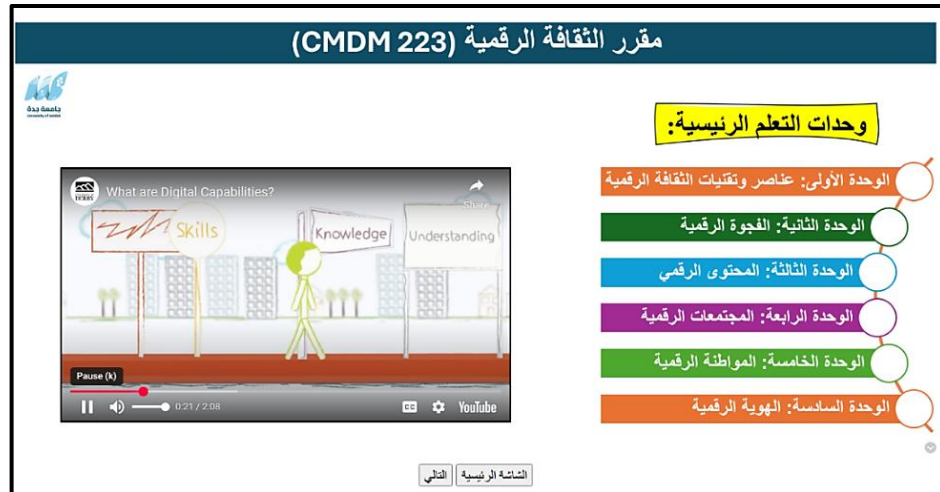 مقرر الثقافة الرقمية (CMDM 223)
جامعة جدة
University of Jeddah
وحدات التعلم الرئيسية:
الوحدة الأولى: عناصر وتقنيات الثقافة الرقمية
الوحدة الثانية: الفجوة الرقمية
الوحدة الثالثة: المحتوى الرقمي
الوحدة الرابعة: المجتمعات الرقمية
الوحدة الخامسة: المواطنة الرقمية
الوحدة السادسة: الهوية الرقمية
What are Digital Capabilities?
Share
Skills
Knowledge
Understanding
Pause (k)
0:21 / 2:08
CC
YouTube
الشاشة الرئيسية
التالي